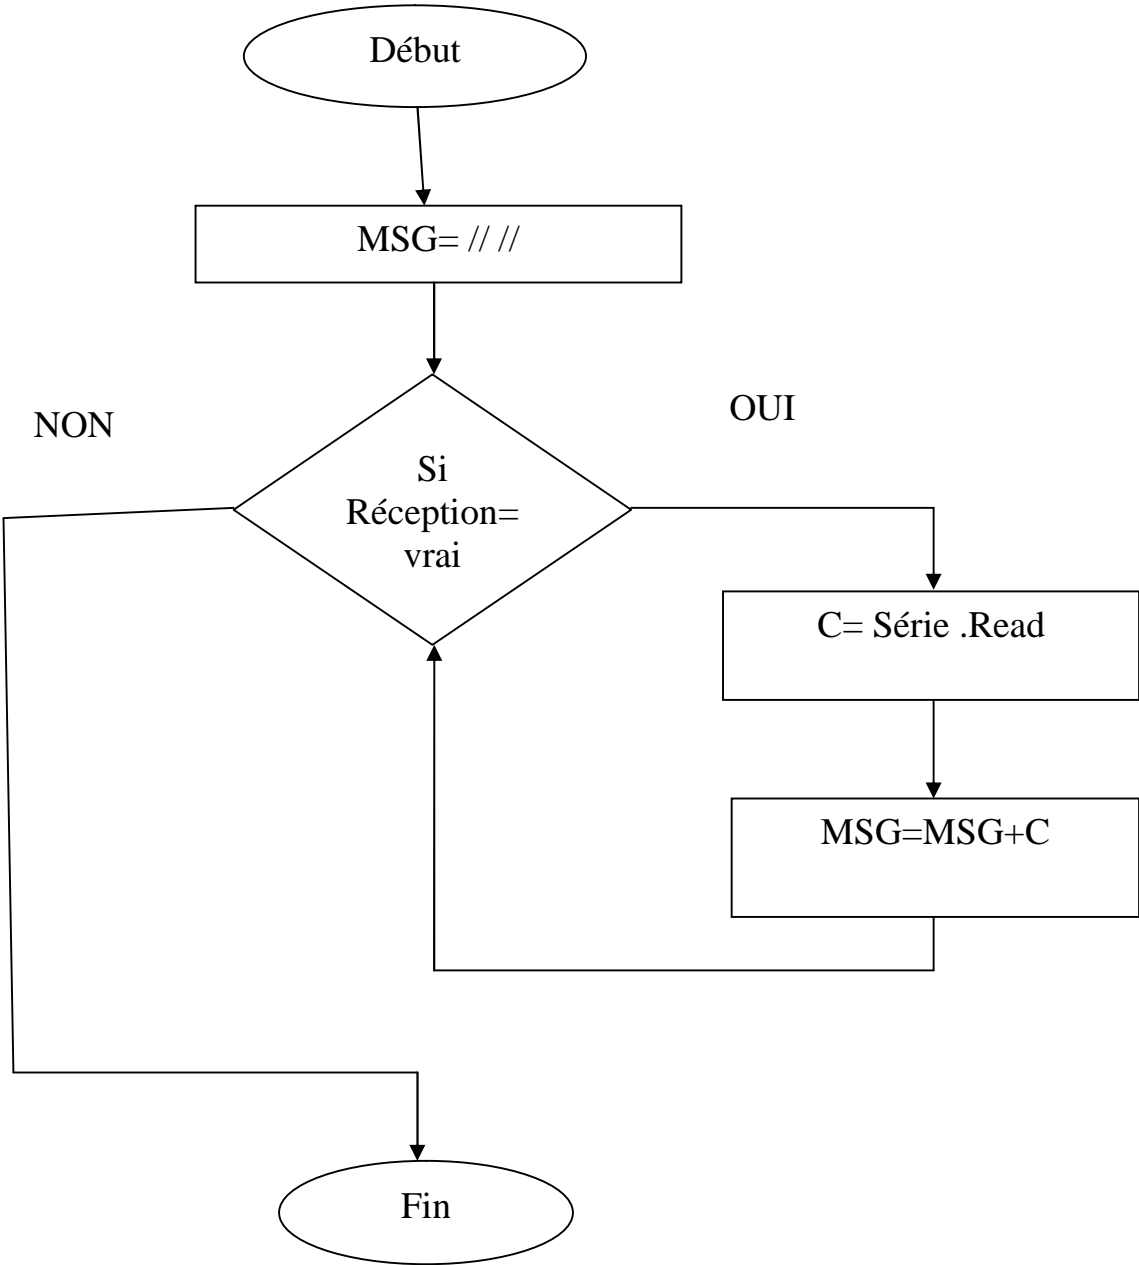 Début
MSG= // //
NON
OUI
Si
Réception=
vrai
C= Série .Read
MSG=MSG+C
Fin